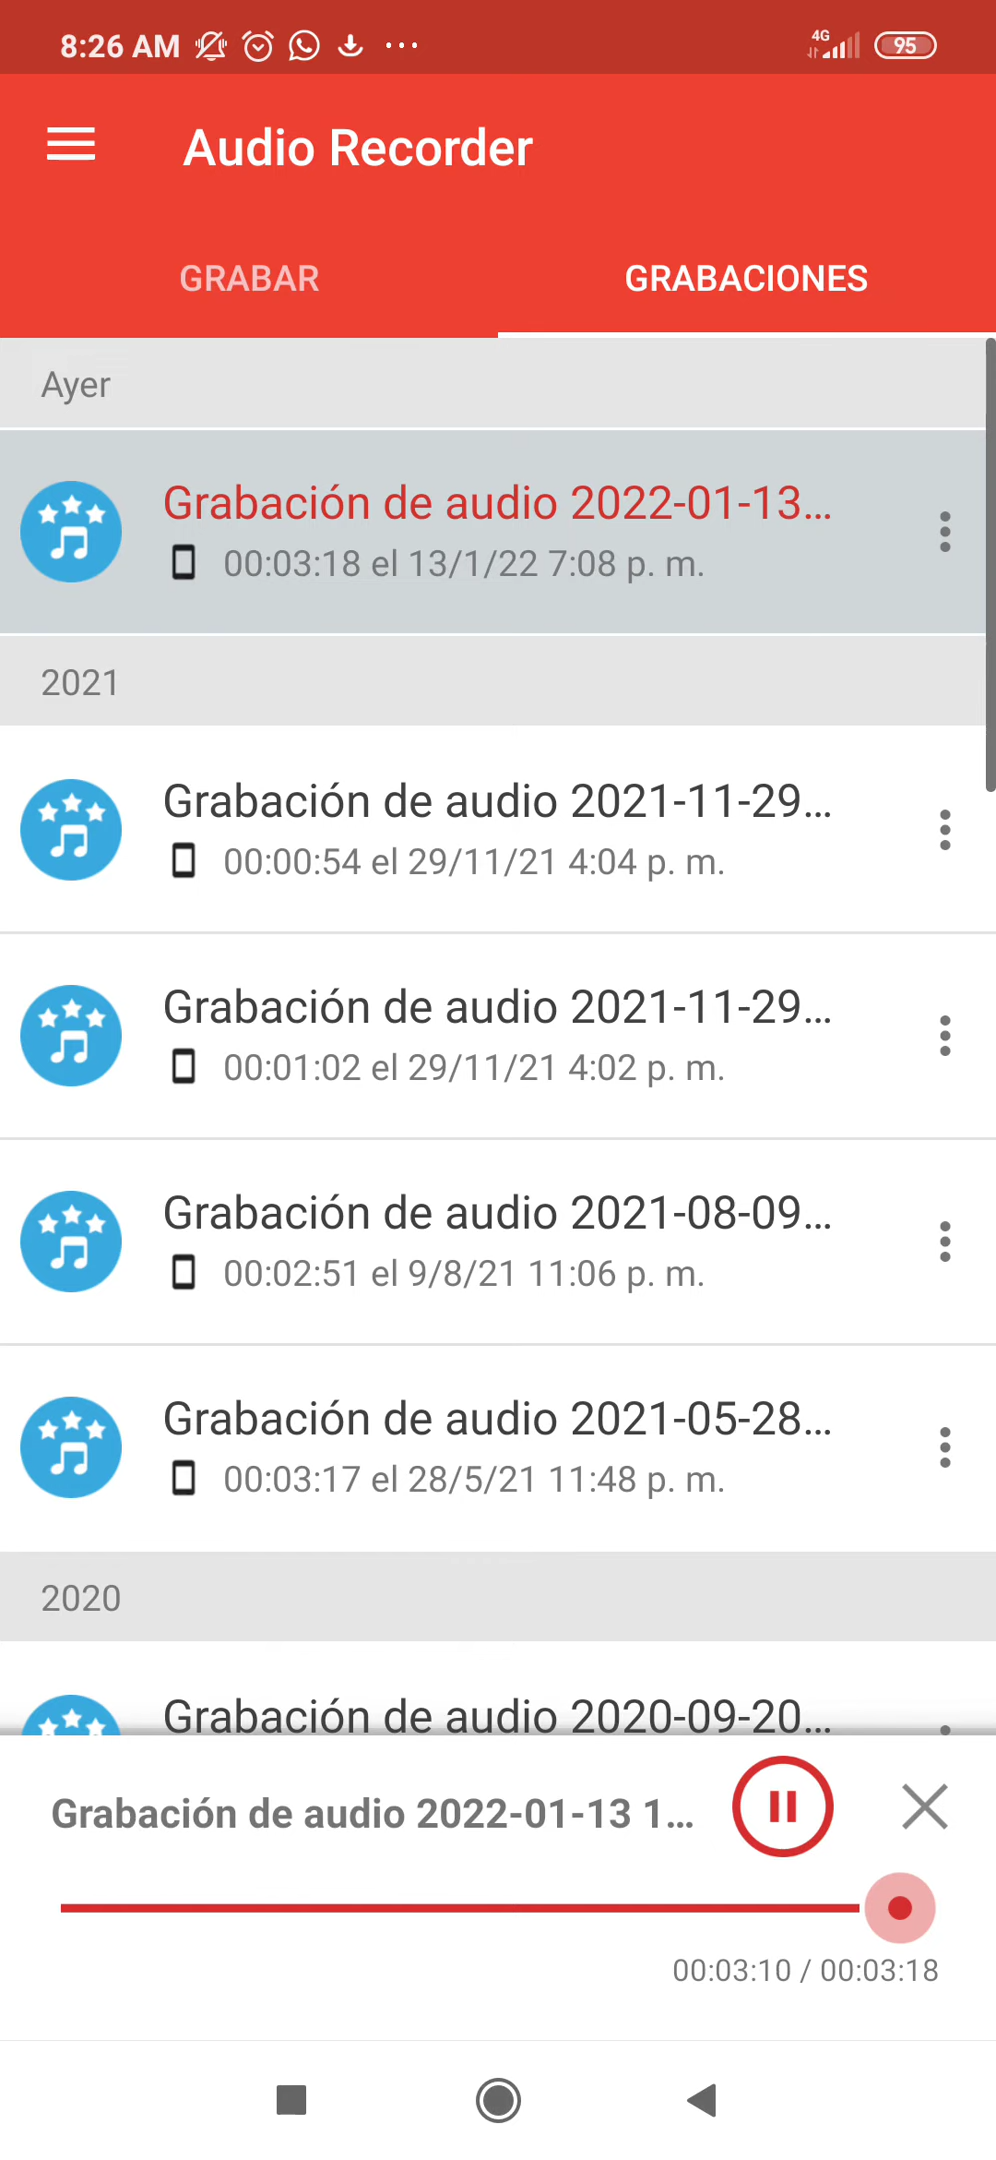 8:26 AM
4G
95
Audio Recorder
GRABAR
GRABACIONES
Ayer
Grabación de audio 2022-01-13...
00:03:18 el 13/1/22 7:08 p. m.
2021
Grabación de audio 2021-11-29...
00:00:54 el 29/11/21 4:04 p. m.
Grabación de audio 2021-11-29...
00:01:02 el 29/11/21 4:02 p. m.
Grabación de audio 2021-08-09...
00:02:51 el 9/8/21 11:06 p. m.
Grabación de audio 2021-05-28...
00:03:17 el 28/5/21 11:48 p. m.
2020
Grabación de audio 2020-09-20...
Grabación de audio 2022-01-13 1...
00:03:10 / 00:03:18